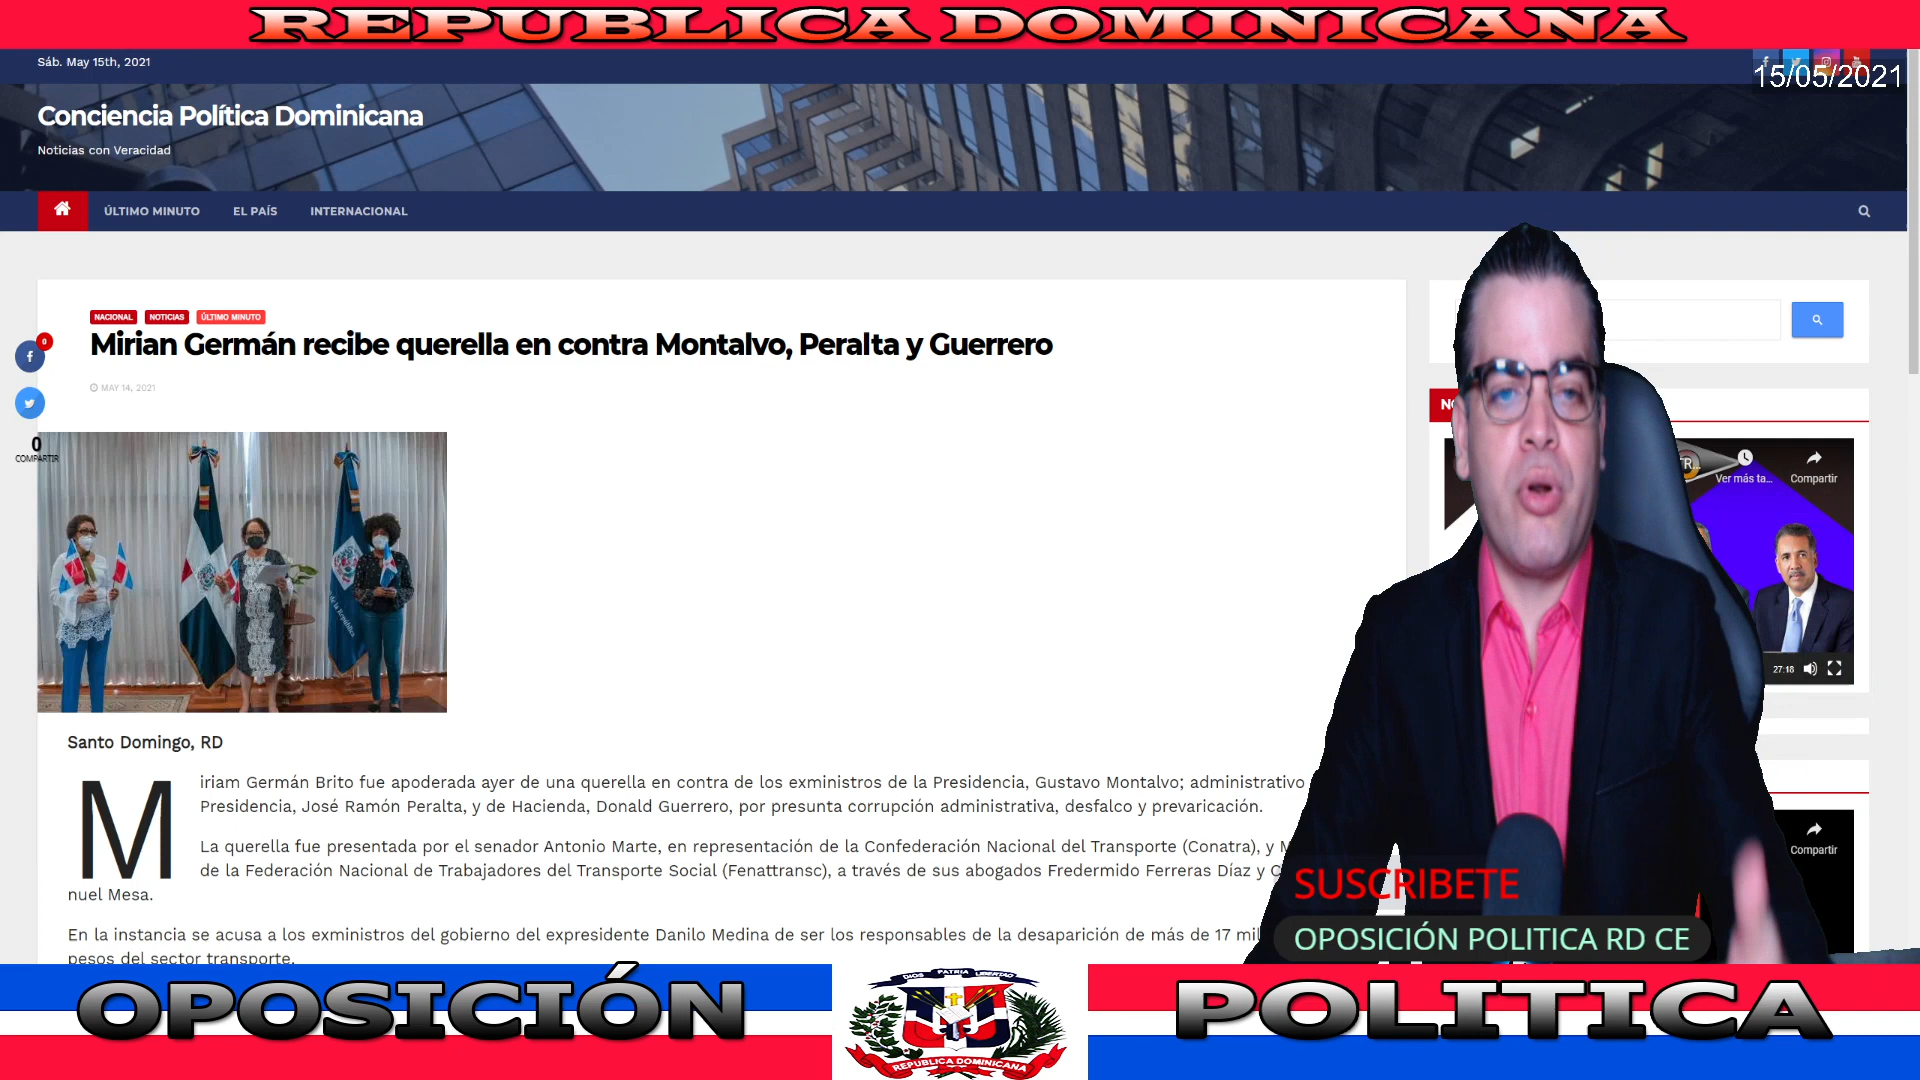 REPUBLICA DOMINICANA
Sáb. May 15th, 2021
15/05/2021
Conciencia Política Dominicana
Noticias con Veracidad
ÚLTIMO MINUTO
EL PAÍS
INTERNACIONAL
NACIONAL
NOTICIAS
ÚLTIMO MINUTO
Mirian Germán recibe querella en contra Montalvo, Peralta y Guerrero
MAY 14, 2021
0
0
COMPARTIR
Ver más ta...
Compartir
27:18
Santo Domingo, RD
Miriam Germán Brito fue apoderada ayer de una querella en contra de los exministros de la Presidencia, Gustavo Montalvo; administrativo
Presidencia, José Ramón Peralta, y de Hacienda, Donald Guerrero, por presunta corrupción administrativa, desfalco y prevaricación.
La querella fue presentada por el senador Antonio Marte, en representación de la Confederación Nacional del Transporte (Conatra), y
de la Federación Nacional de Trabajadores del Transporte Social (Fenattransc), a través de sus abogados Fredermido Ferreras Díaz y
nuel Mesa.
En la instancia se acusa a los exministros del gobierno del expresidente Danilo Medina de ser los responsables de la desaparición de más de 17 mil
pesos del sector transporte.
Compartir
SUSCRIBETE
OPOSICIÓN POLITICA RD CE
OPOSICIÓN
DIOS PATRIA LIBERTAD
REPUBLICA DOMINICANA
POLITICA